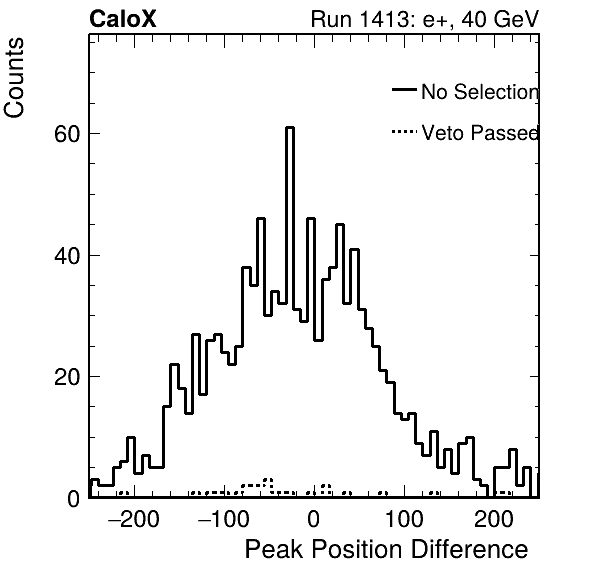 CaloX Run 1413: e+, 40 GeV
Counts
No Selection
Veto Passed
60
40
20
0
−200 −100 0 100 200
Peak Position Difference